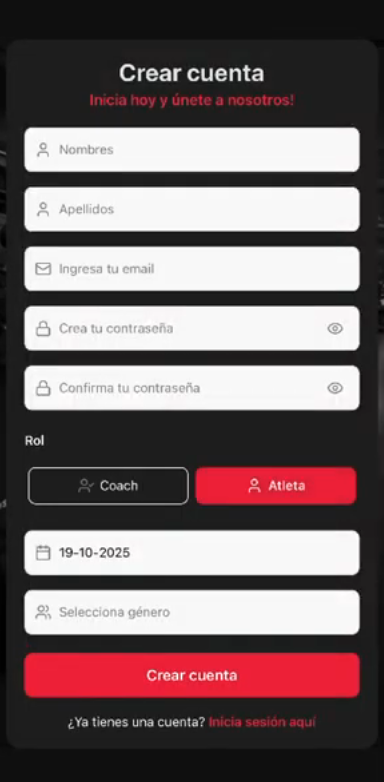 Crear cuenta
Inicia hoy y únete a nosotros!
Nombres
Apellidos
Ingresa tu email
Crea tu contraseña
Confirma tu contraseña
Rol
Coach
Atleta
19-10-2025
Selecciona género
Crear cuenta
¿Ya tienes una cuenta? Inicia sesión aquí